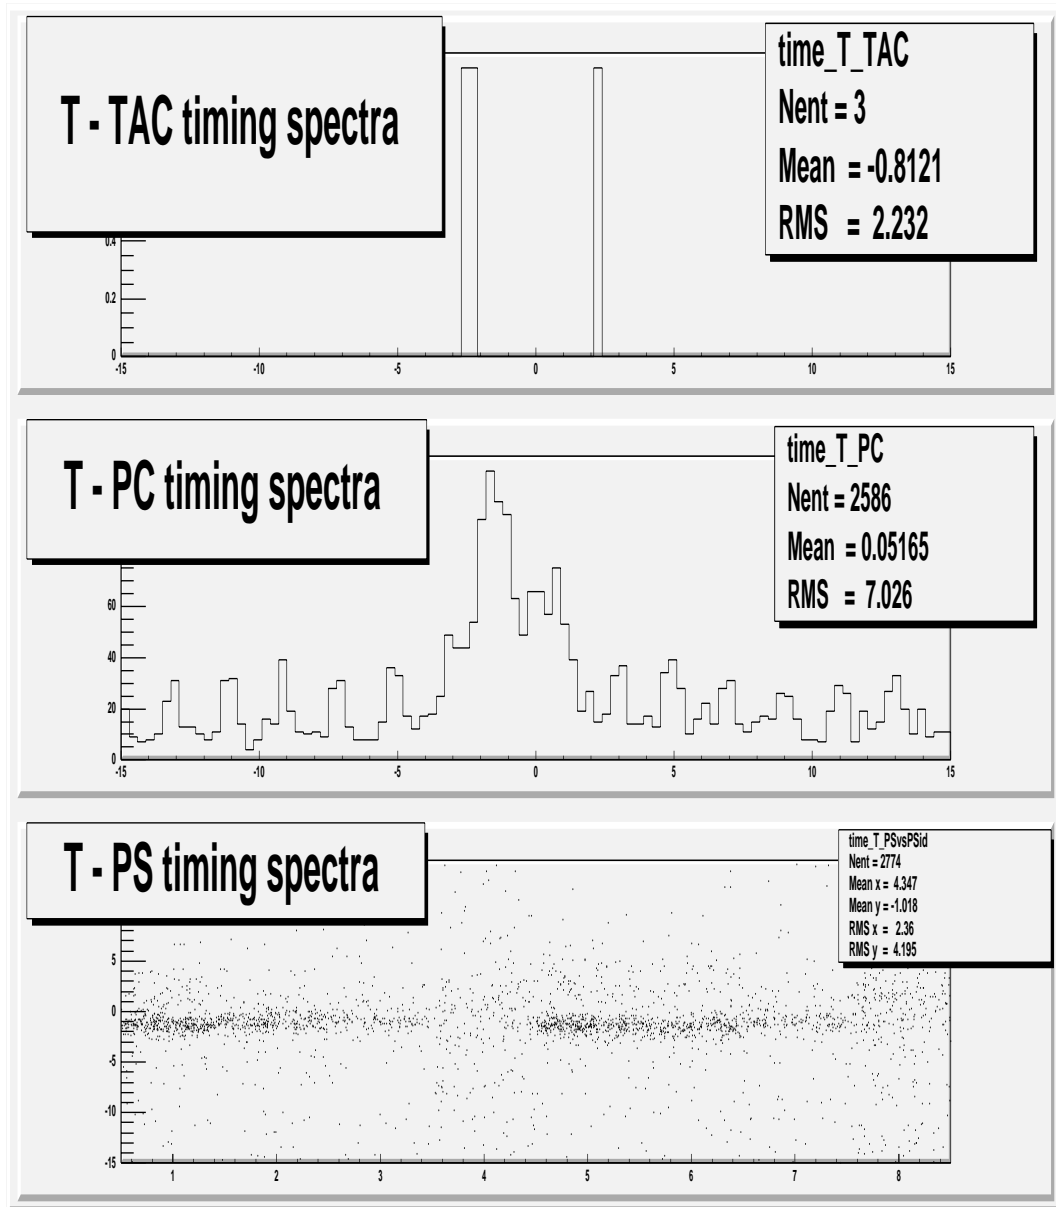 T - TAC timing spectra
time_T_TAC
Nent = 3
Mean = -0.8121
RMS = 2.232
0.4
0.2
0
-15 -10 -5 0 5 10 15
T - PC timing spectra
time_T_PC
Nent = 2586
Mean = 0.05165
RMS = 7.026
60
40
20
0
-15 -10 -5 0 5 10 15
T - PS timing spectra
time_T_PSvsPSid
Nent = 2774
Mean x = 4.347
Mean y = -1.018
RMS x = 2.36
RMS y = 4.195
5
0
-5
-10
-15
1 2 3 4 5 6 7 8